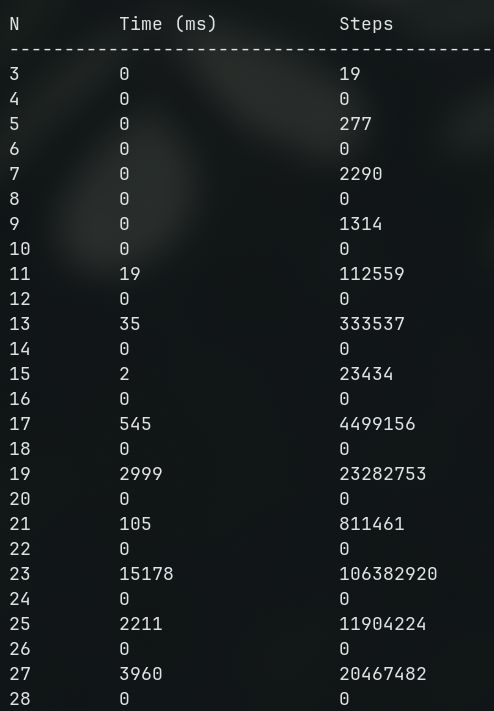 N Time (ms) Steps
--------------------------------------------
3 0 19
4 0 0
5 0 277
6 0 0
7 0 2290
8 0 0
9 0 1314
10 0 0
11 19 112559
12 0 0
13 35 333537
14 0 0
15 2 23434
16 0 0
17 545 4499156
18 0 0
19 2999 23282753
20 0 0
21 105 811461
22 0 0
23 15178 106382920
24 0 0
25 2211 11904224
26 0 0
27 3960 20467482
28 0 0